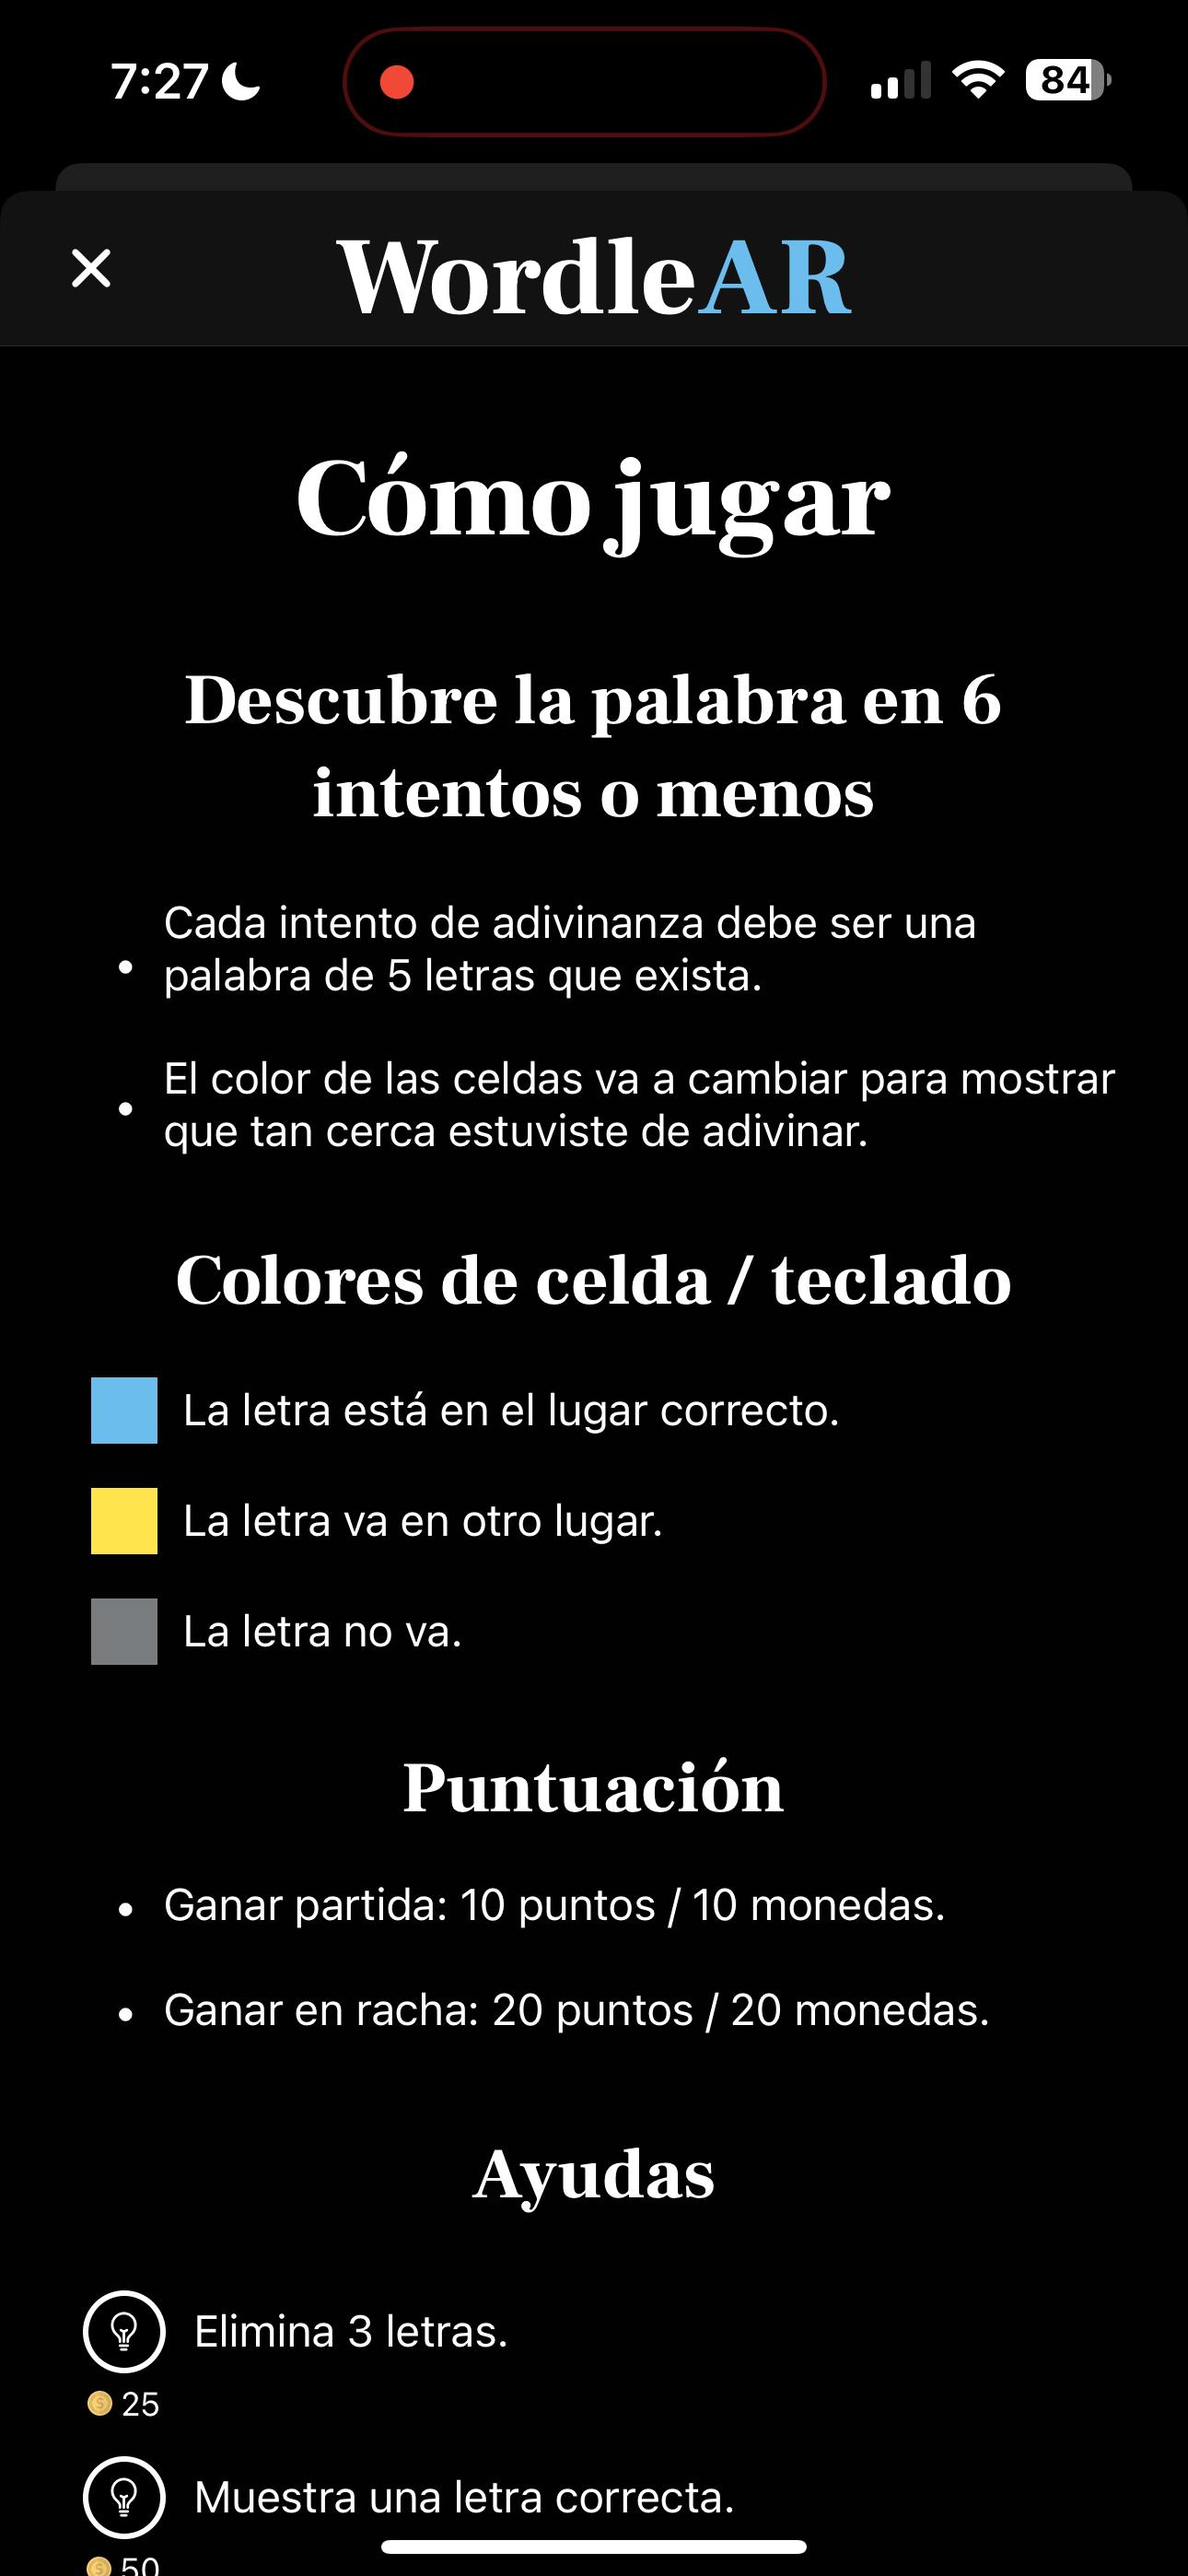 7:27
84
WordleAR
Cómo jugar
Descubre la palabra en 6
intentos o menos
Cada intento de adivinanza debe ser una
palabra de 5 letras que exista.
El color de las celdas va a cambiar para mostrar
que tan cerca estuviste de adivinar.
Colores de celda / teclado
La letra está en el lugar correcto.
La letra va en otro lugar.
La letra no va.
Puntuación
Ganar partida: 10 puntos / 10 monedas.
Ganar en racha: 20 puntos / 20 monedas.
Ayudas
Elimina 3 letras.
25
Muestra una letra correcta.
50